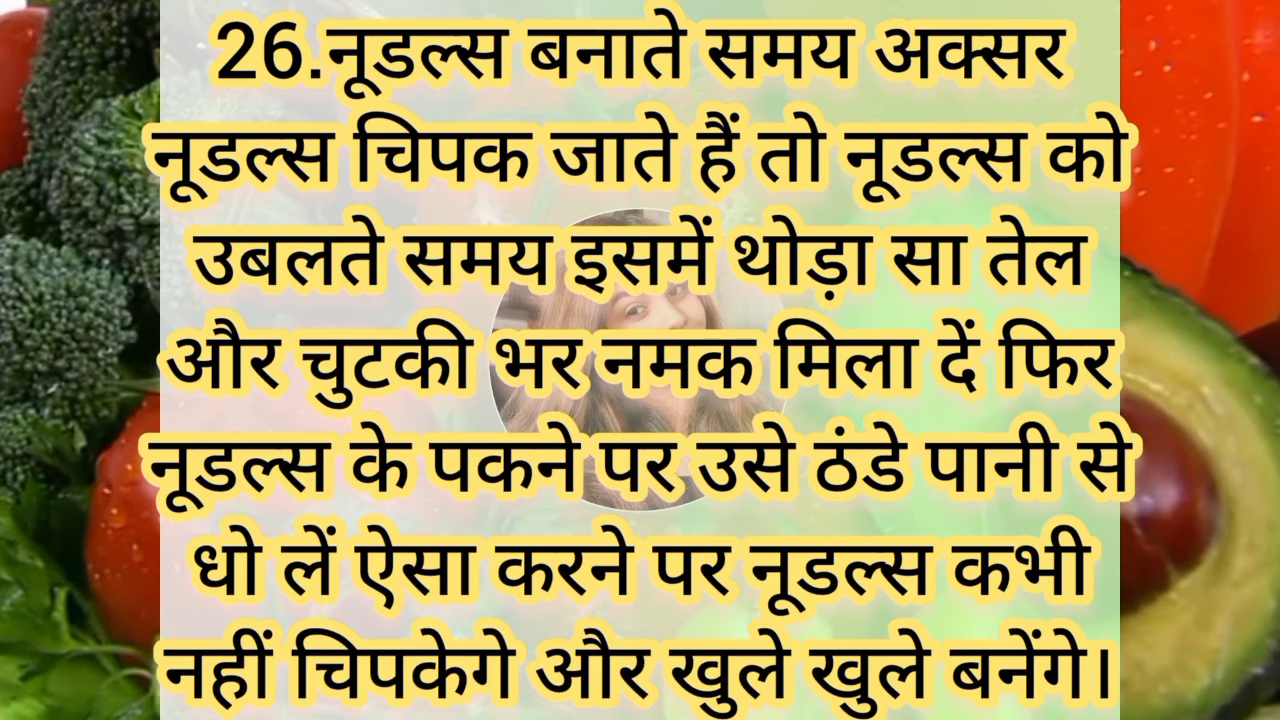 26.नूडल्स बनाते समय अक्सर
नूडल्स चिपक जाते हैं तो नूडल्स को
उबलते समय इसमें थोड़ा सा तेल
और चुटकी भर नमक मिला दें फिर
नूडल्स के पकने पर उसे ठंडे पानी से
धो लें ऐसा करने पर नूडल्स कभी
नहीं चिपकेगे और खुले खुले बनेंगे।